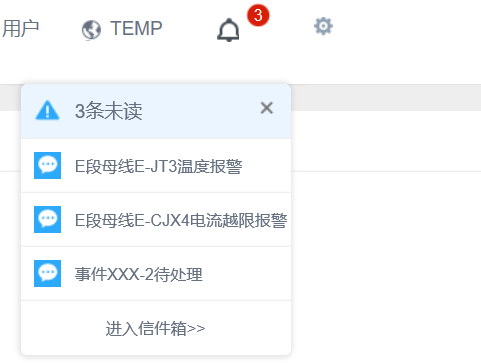 用户 TEMP 3
3条未读 ×
E段母线E-JT3温度报警
E段母线E-CJX4电流越限报警
事件XXX-2待处理
进入信件箱>>